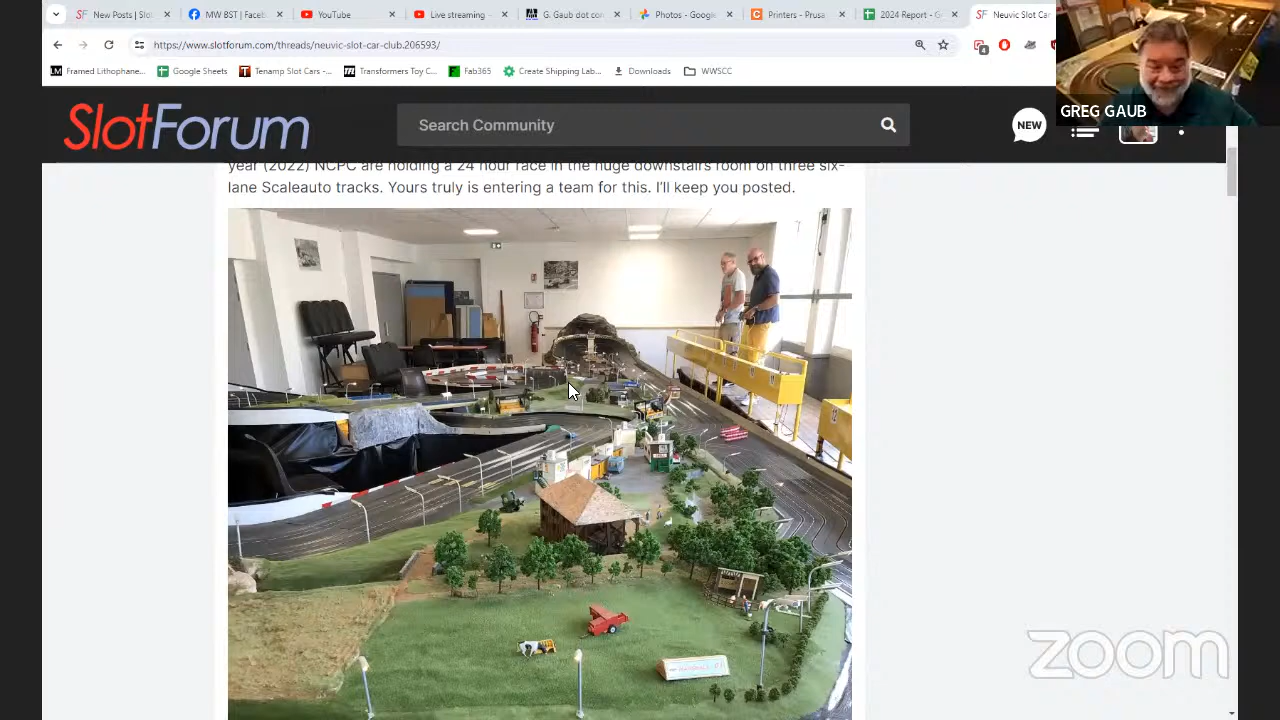 New Posts | Slot
MW BST | Faceb
YouTube
Live streaming -
G. Gaub dot con
Photos - Google
Printers - Prusa
2024 Report - G
Neuvic Slot Car
https://www.slotforum.com/threads/neuvic-slot-car-club.206593/
4
Framed Lithophane...
Google Sheets
Tenamp Slot Cars -...
Transformers Toy C...
Fab365
Create Shipping Lab...
Downloads
WWSCC
GREG GAUB
SlotForum
Search Community
NEW
year (2022) NCPC are holding a 24 hour race in the huge downstairs room on three six-
lane Scaleauto tracks. Yours truly is entering a team for this. I'll keep you posted.
zoom